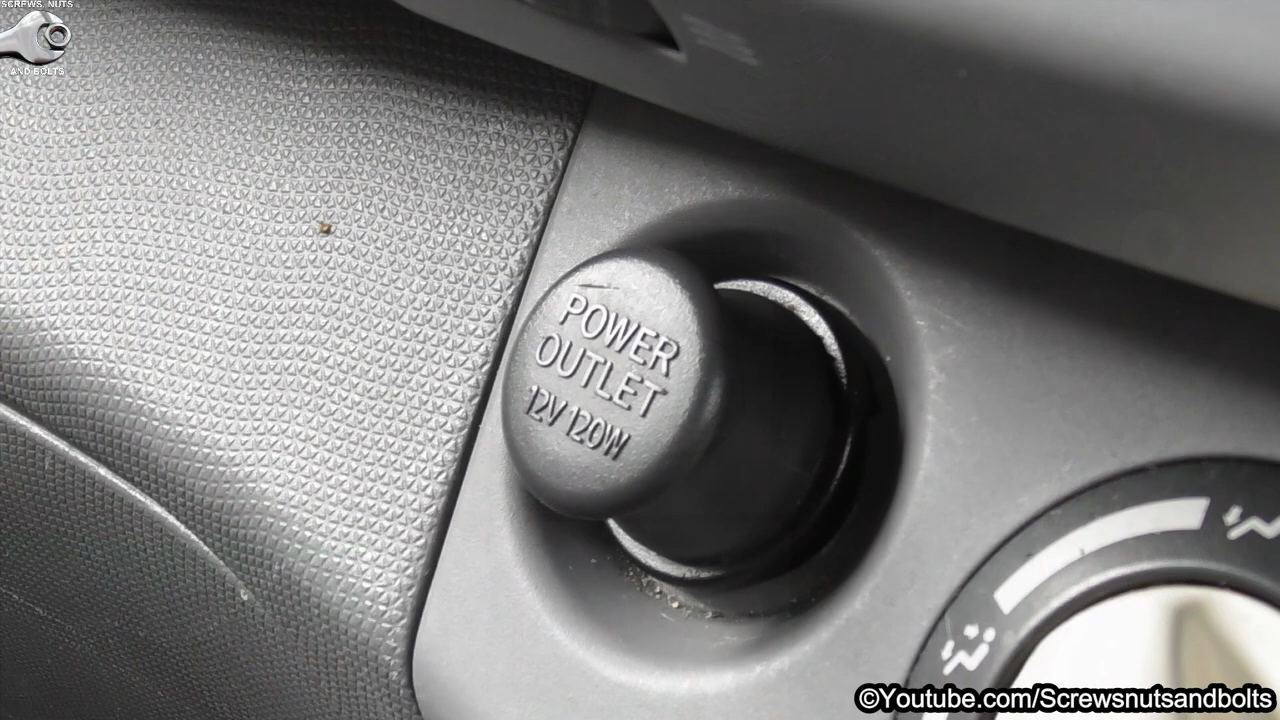 SCREWS, NUTS
AND BOLTS
POWER
OUTLET
12V 120W
©Youtube.com/Screwsnutsandbolts